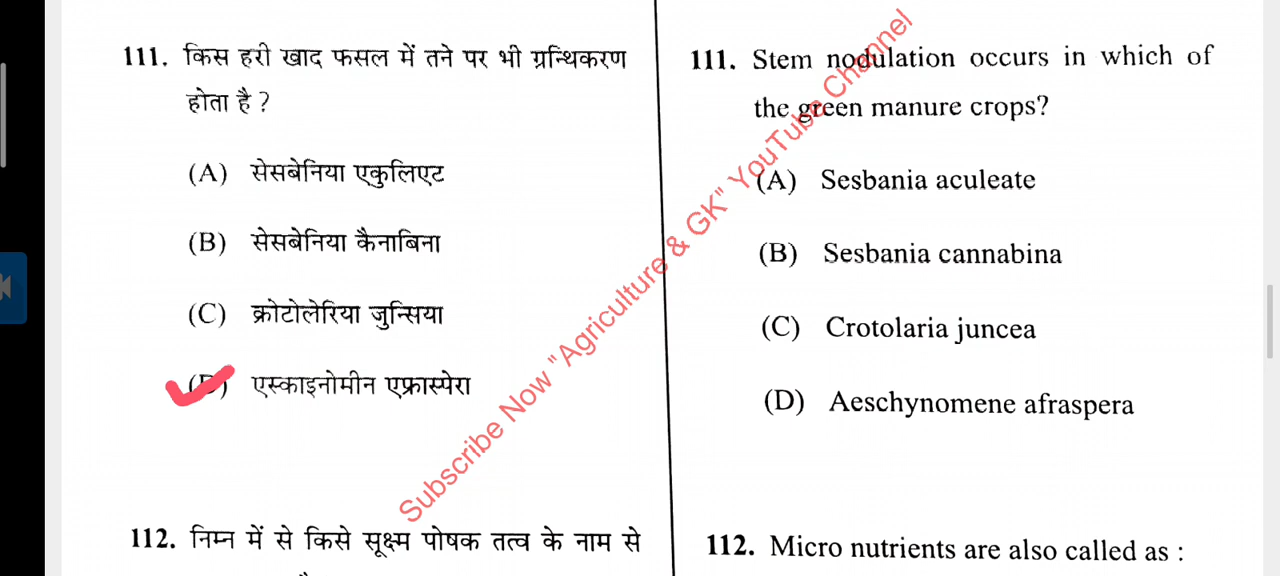 111. किस हरी खाद फसल में तने पर भी ग्रन्थिकरण
होता है ?
(A) सेसबेनिया एकुलिएट
(B) सेसबेनिया कैनाबिना
(C) क्रोटोलेरिया जुन्सिया
(D) एस्काइनोमीन एफ्रास्पेरा
112. निम्न में से किसे सूक्ष्म पोषक तत्व के नाम से
111. Stem nodulation occurs in which of
the green manure crops?
(A) Sesbania aculeate
(B) Sesbania cannabina
(C) Crotolaria juncea
(D) Aeschynomene afraspera
112. Micro nutrients are also called as :
Subscribe Now "Agriculture & GK" YouTube Channel